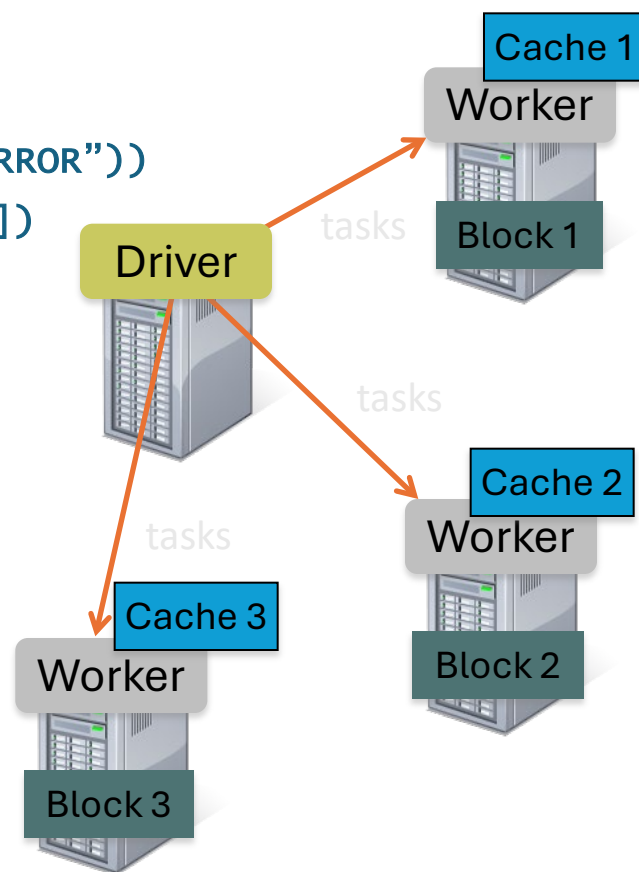 Cache 1
Worker
RROR”))
])
tasks
Block 1
Driver
tasks
Cache 2
Worker
tasks
Cache 3
Block 2
Worker
Block 3